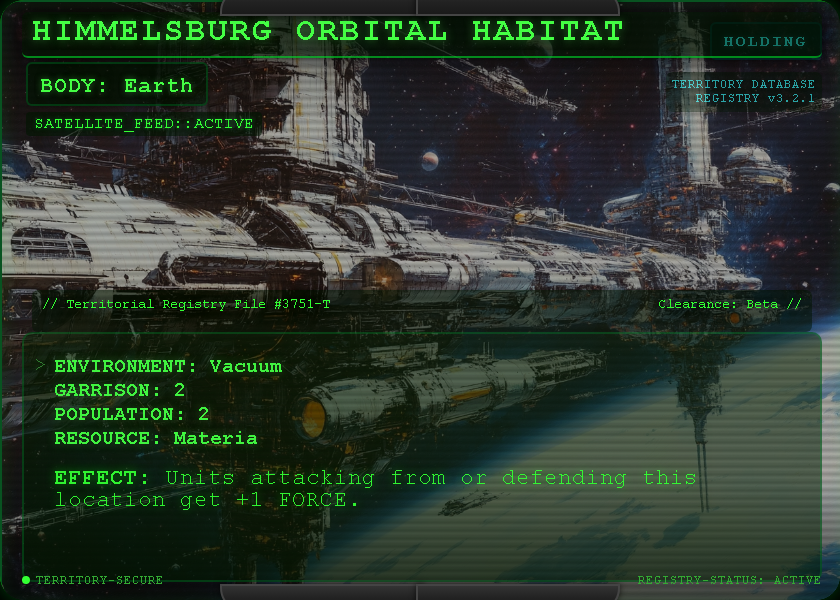 HIMMELSBURG ORBITAL HABITAT
HOLDING
BODY: Earth
TERRITORY DATABASE
REGISTRY v3.2.1
SATELLITE_FEED::ACTIVE
// Territorial Registry File #3751-T
Clearance: Beta //
> ENVIRONMENT: Vacuum
GARRISON: 2
POPULATION: 2
RESOURCE: Materia
EFFECT: Units attacking from or defending this
location get +1 FORCE.
TERRITORY-SECURE
REGISTRY-STATUS: ACTIVE